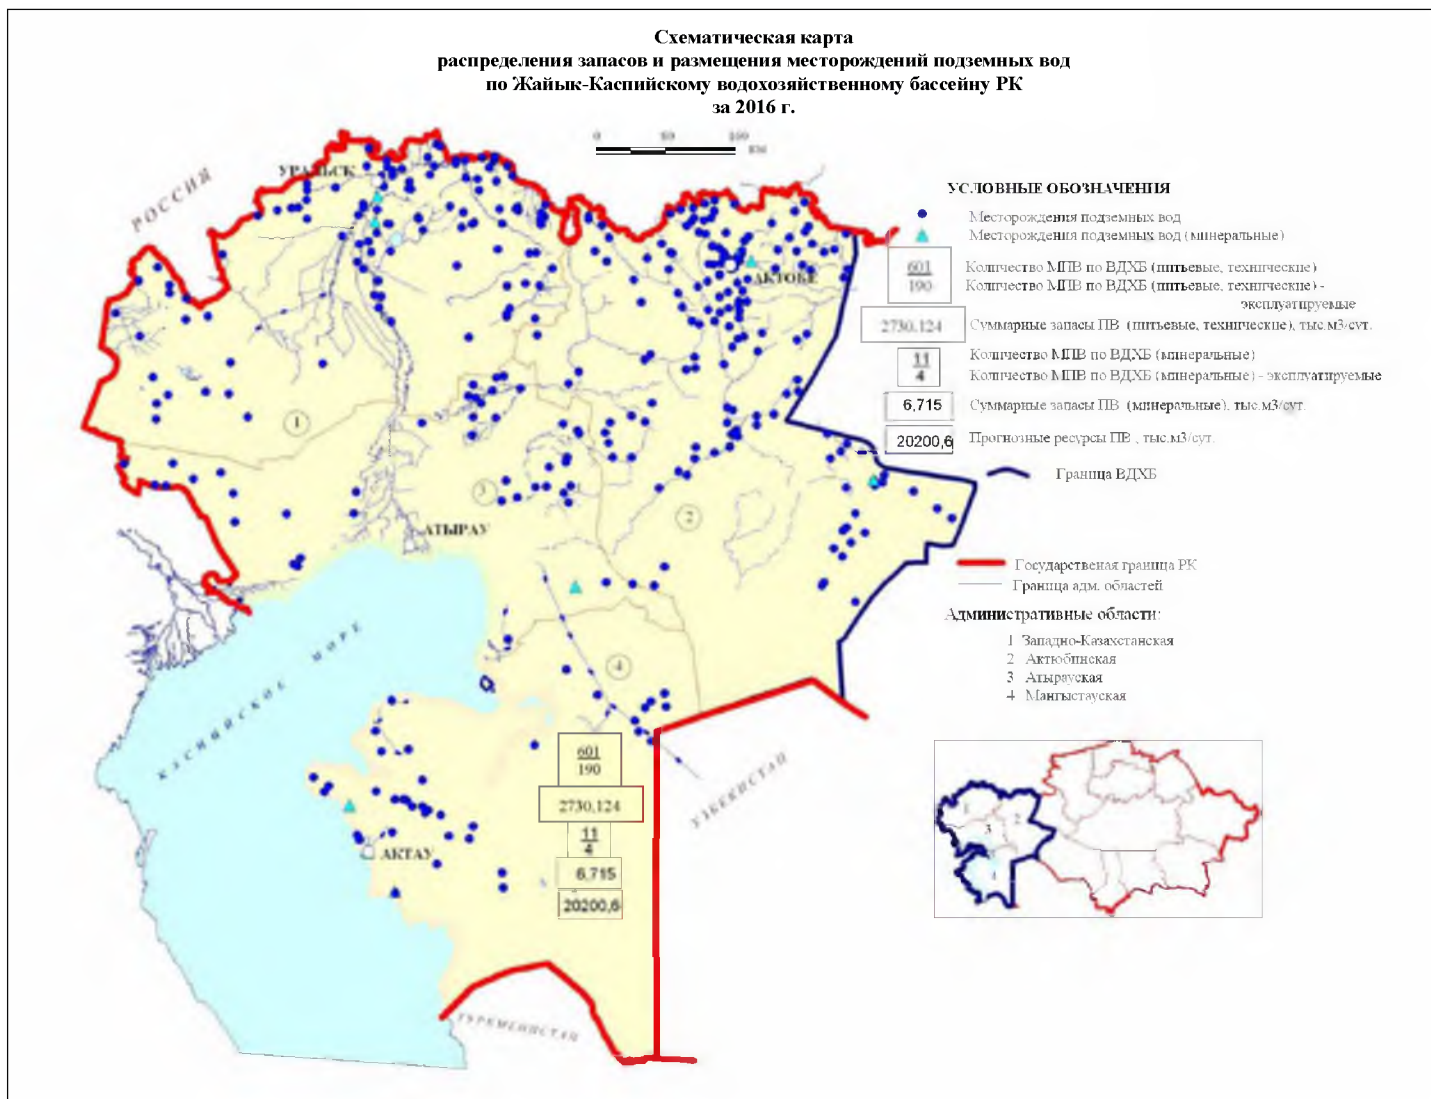 Схематическая карта
распределения запасов и размещения месторождений подземных вод
по Жайык-Каспийскому водохозяйственному бассейну РК
за 2016 г.
0
км
УРАЛЬСК
РОССИЯ
УСЛОВНЫЕ ОБОЗНАЧЕНИЯ
Месторождения подземных вод
Месторождения подземных вод (минеральные)
601
190
Количество МПВ по ВДХБ (питьевые, технические)
Количество МПВ по ВДХБ (питьевые, технические) -
эксплуатируемые
2730,124
Суммарные запасы ПВ (питьевые, технические), тыс.м3/сут.
11
4
Количество МПВ по ВДХБ (минеральные)
Количество МПВ по ВДХБ (минеральные) - эксплуатируемые
6,715
Суммарные запасы ПВ (минеральные), тыс.м3/сут.
20200,6
Прогнозные ресурсы ПВ , тыс.м3/сут.
Граница ВДХБ
Государственая граница РК
Граница адм. областей
Административные области:
1 Западно-Казахстанская
2 Актюбинская
3 Атырауская
4 Мангыстауская
АКТОБЕ
1
3
2
АТЫРАУ
КАСПИЙСКОЕ МОРЕ
4
601
190
2730,124
11
4
6,715
20200,6
УЗБЕКИСТАН
АКТАУ
ТУРКМЕНИСТАН
1
2
3
4